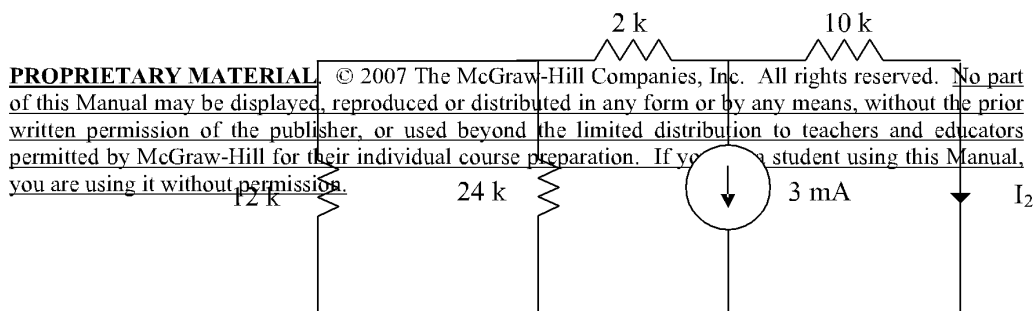 2 k 10 k
PROPRIETARY MATERIAL. © 2007 The McGraw-Hill Companies, Inc. All rights reserved. No part
of this Manual may be displayed, reproduced or distributed in any form or by any means, without the prior
written permission of the publisher, or used beyond the limited distribution to teachers and educators
permitted by McGraw-Hill for their individual course preparation. If you a student using this Manual,
you are using it without permission.
12 k 24 k 3 mA I2